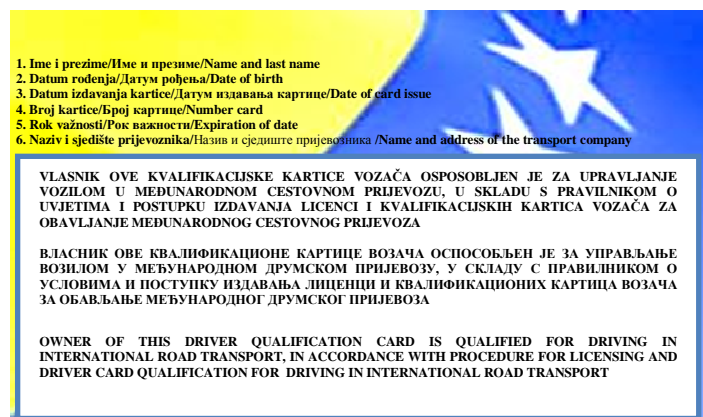 1. Ime i prezime/Име и презиме/Name and last name
2. Datum rođenja/Датум рођења/Date of birth
3. Datum izdavanja kartice/Датум издавања картице/Date of card issue
4. Broj kartice/Број картице/Number card
5. Rok važnosti/Рок важности/Expiration of date
6. Naziv i sjedište prijevoznika/Назив и сједиште пријевозника /Name and address of the transport company
VLASNIK OVE KVALIFIKACIJSKE KARTICE VOZAČA OSPOSOBLJEN JE ZA UPRAVLJANJE
VOZILOM U MEĐUNARODNOM CESTOVNOM PRIJEVOZU, U SKLADU S PRAVILNIKOM O
UVJETIMA I POSTUPKU IZDAVANJA LICENCI I KVALIFIKACIJSKIH KARTICA VOZAČA ZA
OBAVLJANJE MEĐUNARODNOG CESTOVNOG PRIJEVOZA
ВЛАСНИК ОВЕ КВАЛИФИКАЦИОНЕ КАРТИЦЕ ВОЗАЧА ОСПОСОБЉЕН ЈЕ ЗА УПРАВЉАЊЕ
ВОЗИЛОМ У МЕЂУНАРОДНОМ ДРУМСКОМ ПРИЈЕВОЗУ, У СКЛАДУ С ПРАВИЛНИКОМ О
УСЛОВИМА И ПОСТУПКУ ИЗДАВАЊА ЛИЦЕНЦИ И КВАЛИФИКАЦИОНИХ КАРТИЦА ВОЗАЧА
ЗА ОБАВЉАЊЕ МЕЂУНАРОДНОГ ДРУМСКОГ ПРИЈЕВОЗА
OWNER OF THIS DRIVER QUALIFICATION CARD IS QUALIFIED FOR DRIVING IN
INTERNATIONAL ROAD TRANSPORT, IN ACCORDANCE WITH PROCEDURE FOR LICENSING AND
DRIVER CARD QUALIFICATION FOR DRIVING IN INTERNATIONAL ROAD TRANSPORT